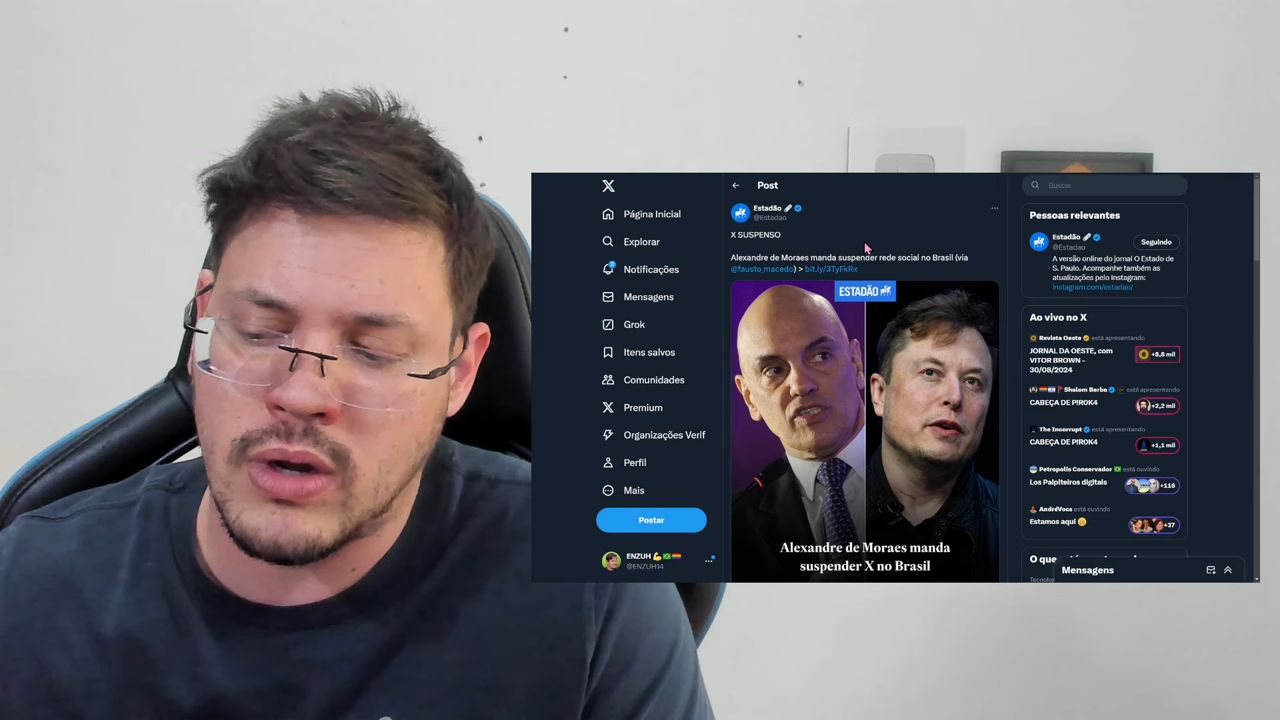 Página Inicial
Explorar
Notificações
Mensagens
Grok
Itens salvos
Comunidades
Premium
Organizações Verif
Perfil
Mais
Postar
ENZUH
@ENZUH14
Post
Estadão
@Estadao
X SUSPENSO
Alexandre de Moraes manda suspender rede social no Brasil (via
@fausto_macedo) > bit.ly/3TyFkRx
ESTADÃO
Alexandre de Moraes manda
suspender X no Brasil
Buscar
Pessoas relevantes
Estadão
@Estadao
Seguindo
A versão online do jornal O Estado de
S. Paulo. Acompanhe também as
atualizações pelo Instagram:
instagram.com/estadao/
Ao vivo no X
Revista Oeste está apresentando
JORNAL DA OESTE, com
VITOR BROWN -
30/08/2024
+5,5 mil
Shalom Barba está apresentando
CABEÇA DE PIROK4
+2,2 mil
The Incorrupt está apresentando
CABEÇA DE PIROK4
+1,1 mil
Petropolis Conservador está ouvindo
Los Palpiteiros digitais
+116
AndréVocs está ouvindo
Estamos aqui
+37
O que
Mensagens